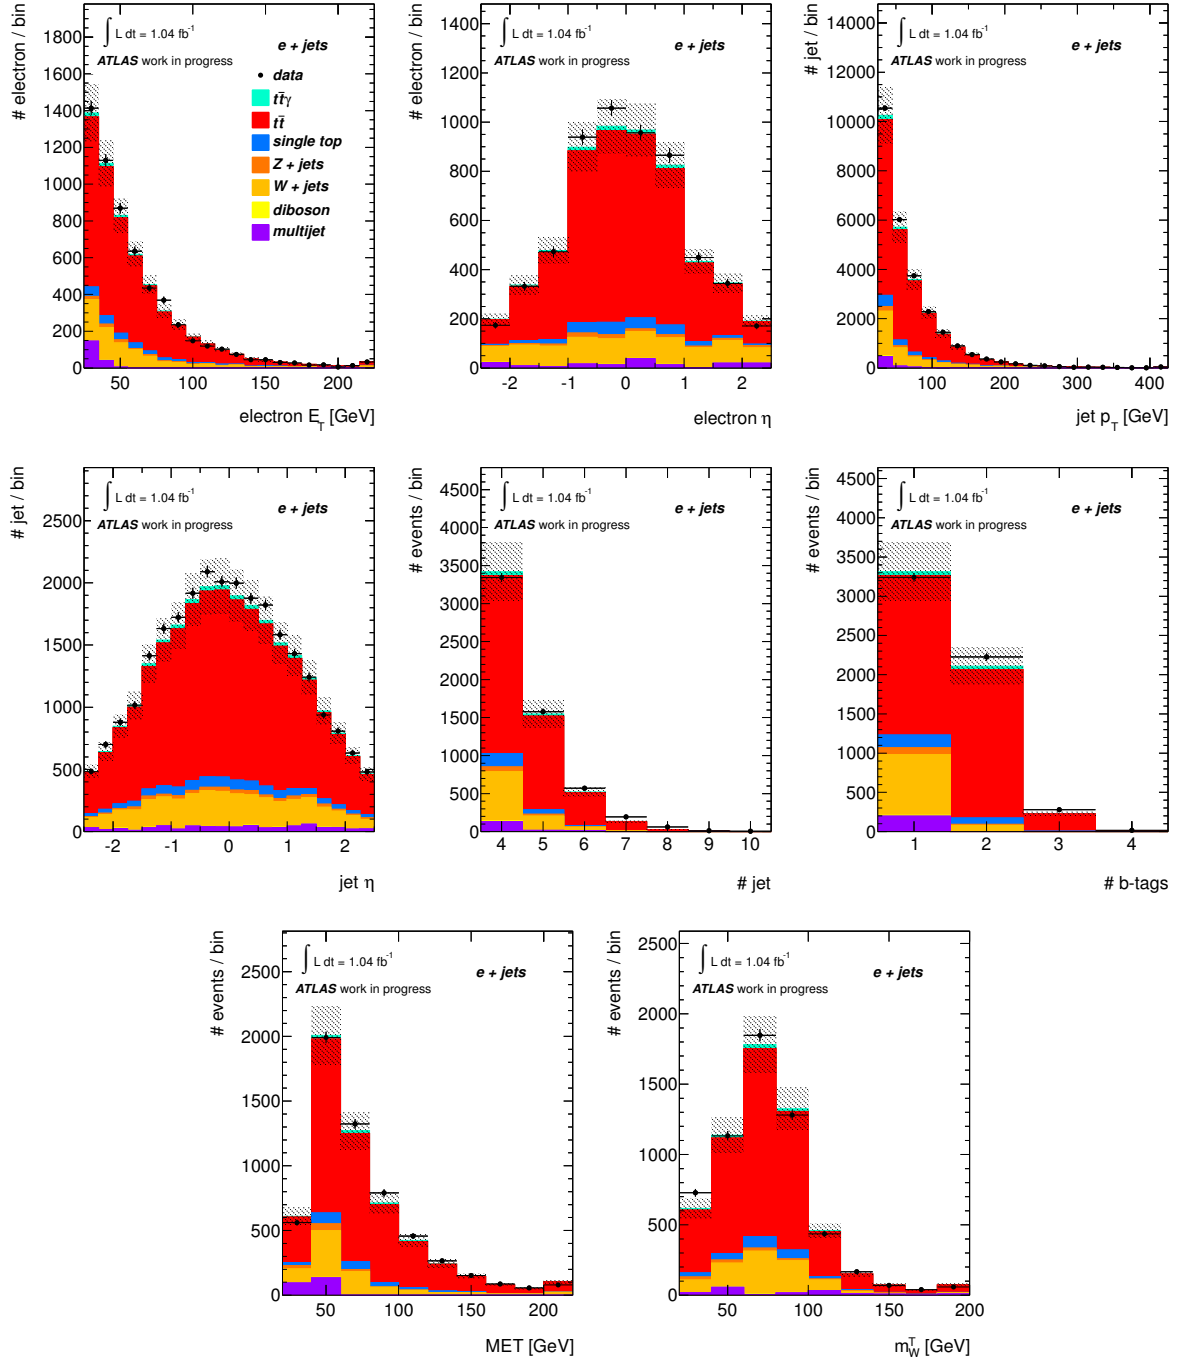 # electron / bin
1800
1600
1400
1200
1000
800
600
400
200
0
50
100
150
200
electron E_T [GeV]
∫ L dt = 1.04 fb⁻¹
e + jets
ATLAS work in progress
data
tt̄γ
tt̄
single top
Z + jets
W + jets
diboson
multijet
# electron / bin
1400
1200
1000
800
600
400
200
0
-2
-1
0
1
2
electron η
∫ L dt = 1.04 fb⁻¹
e + jets
ATLAS work in progress
# jet / bin
14000
12000
10000
8000
6000
4000
2000
0
100
200
300
400
jet p_T [GeV]
∫ L dt = 1.04 fb⁻¹
e + jets
ATLAS work in progress
# jet / bin
2500
2000
1500
1000
500
0
-2
-1
0
1
2
jet η
∫ L dt = 1.04 fb⁻¹
e + jets
ATLAS work in progress
# events / bin
4500
4000
3500
3000
2500
2000
1500
1000
500
0
4
5
6
7
8
9
10
# jet
∫ L dt = 1.04 fb⁻¹
e + jets
ATLAS work in progress
# events / bin
4500
4000
3500
3000
2500
2000
1500
1000
500
0
1
2
3
4
# b-tags
∫ L dt = 1.04 fb⁻¹
e + jets
ATLAS work in progress
# events / bin
2500
2000
1500
1000
500
0
50
100
150
200
MET [GeV]
∫ L dt = 1.04 fb⁻¹
e + jets
ATLAS work in progress
# events / bin
2500
2000
1500
1000
500
0
50
100
150
200
m_W^T [GeV]
∫ L dt = 1.04 fb⁻¹
e + jets
ATLAS work in progress